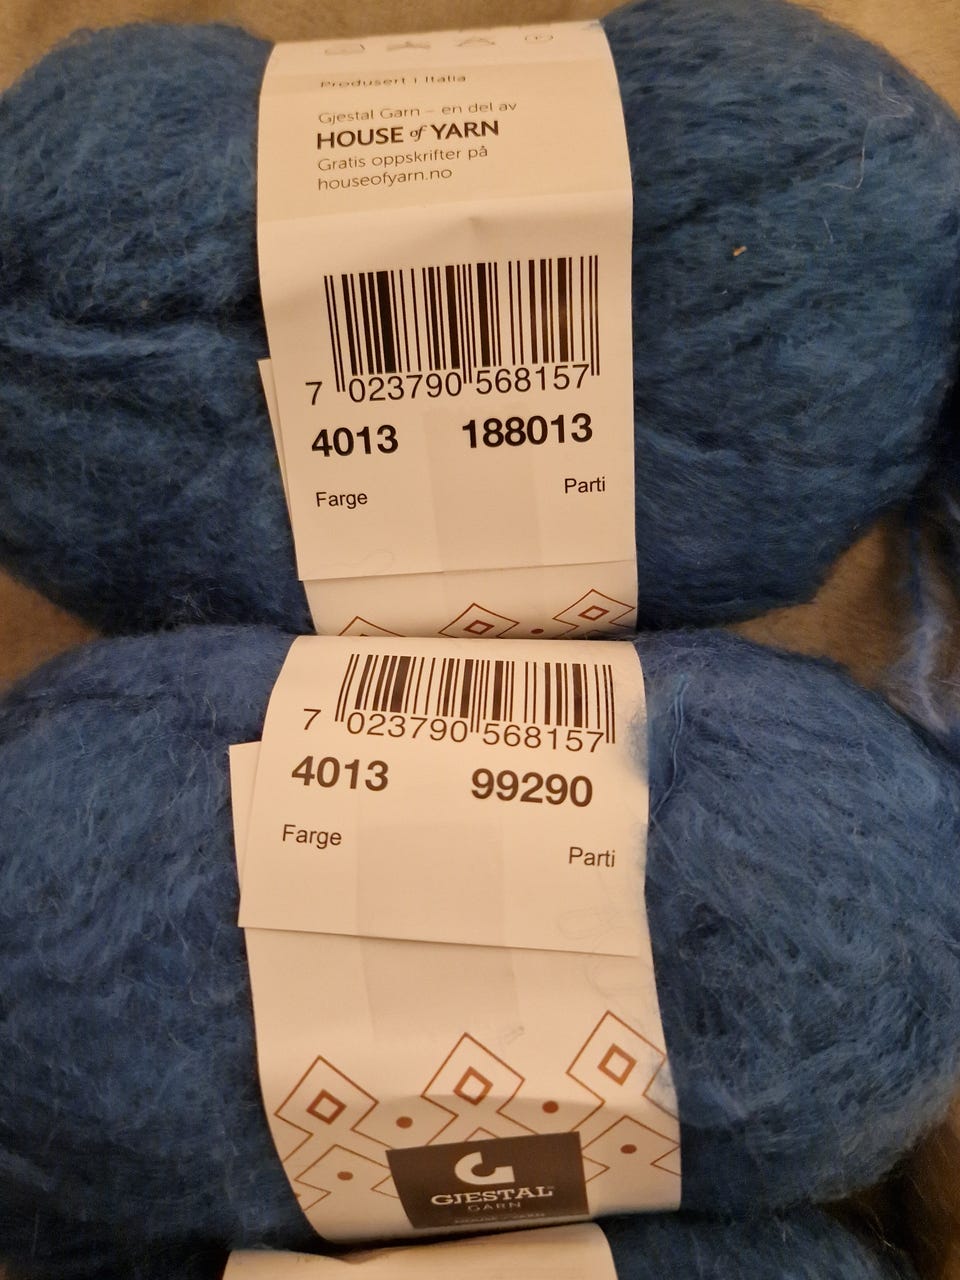 Produsert i Italia
Gjestal Garn – en del av
HOUSE of YARN
Gratis oppskrifter på
houseofyarn.no
7 023790 568157
4013 188013
Farge Parti
7 023790 568157
4013 99290
Farge Parti
GJESTAL
GARN